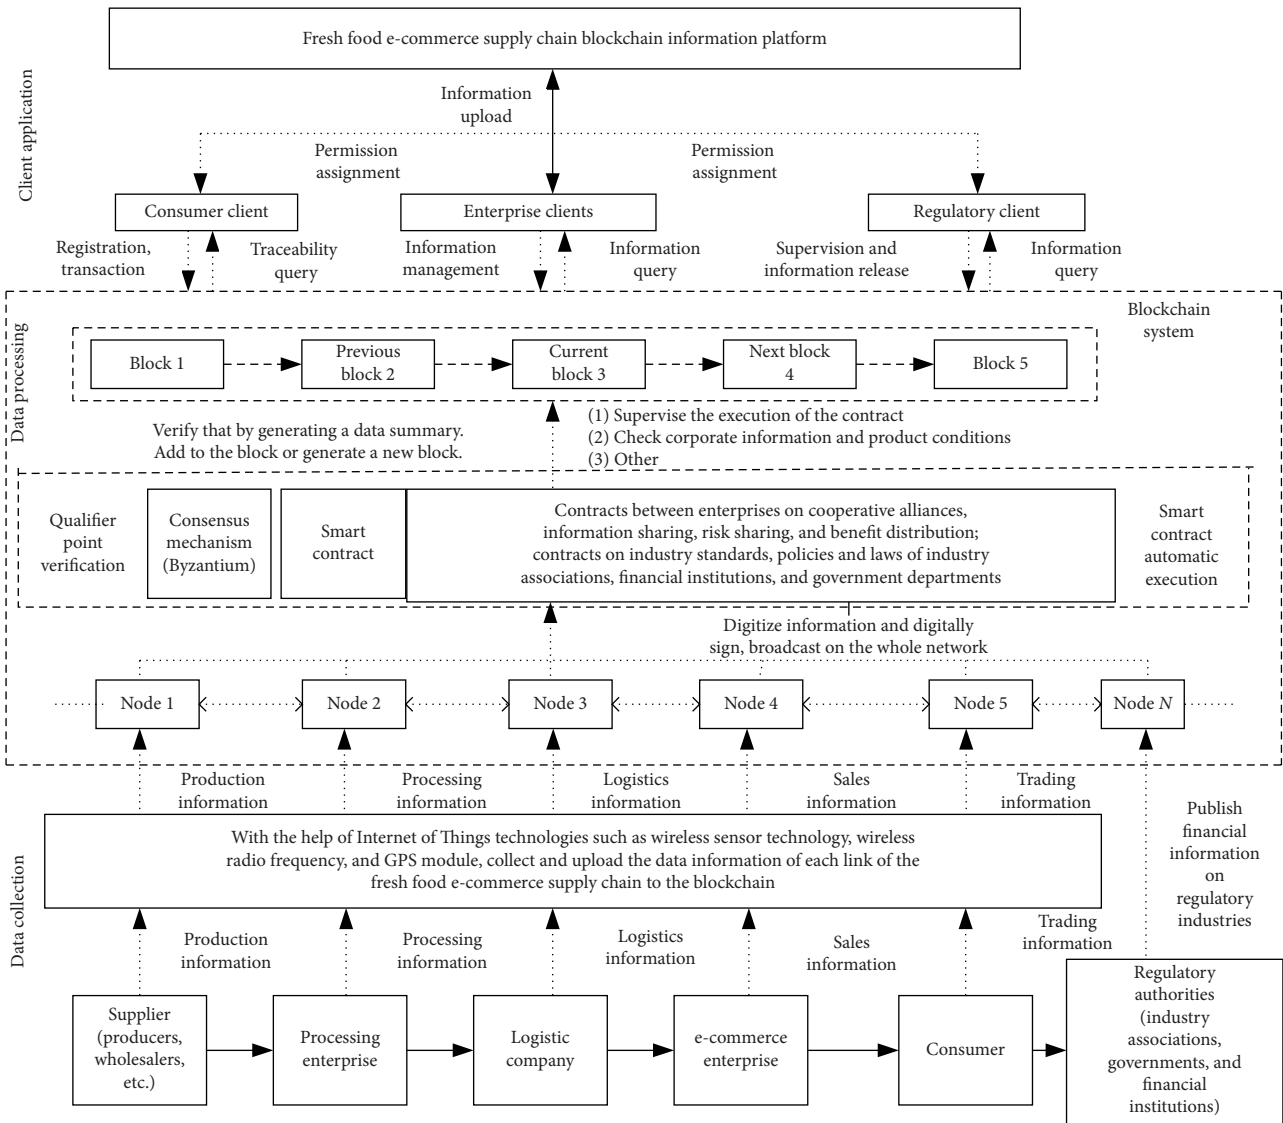 Fresh food e-commerce supply chain blockchain information platform
Client application
Information
upload
Permission
assignment
Permission
assignment
Consumer client
Enterprise clients
Regulatory client
Registration,
transaction
Traceability
query
Information
management
Information
query
Supervision and
information release
Information
query
Blockchain
system
Data processing
Block 1
Previous
block 2
Current
block 3
Next block
4
Block 5
Verify that by generating a data summary.
Add to the block or generate a new block.
(1) Supervise the execution of the contract
(2) Check corporate information and product conditions
(3) Other
Qualifier
point
verification
Consensus
mechanism
(Byzantium)
Smart
contract
Contracts between enterprises on cooperative alliances,
information sharing, risk sharing, and benefit distribution;
contracts on industry standards, policies and laws of industry
associations, financial institutions, and government departments
Smart
contract
automatic
execution
Digitize information and digitally
sign, broadcast on the whole network
Node 1
Node 2
Node 3
Node 4
Node 5
Node N
Production
information
Processing
information
Logistics
information
Sales
information
Trading
information
Publish
financial
information
on
regulatory
industries
Data collection
With the help of Internet of Things technologies such as wireless sensor technology, wireless
radio frequency, and GPS module, collect and upload the data information of each link of the
fresh food e-commerce supply chain to the blockchain
Production
information
Processing
information
Logistics
information
Sales
information
Trading
information
Supplier
(producers,
wholesalers,
etc.)
Processing
enterprise
Logistic
company
e-commerce
enterprise
Consumer
Regulatory
authorities
(industry
associations,
governments, and
financial
institutions)